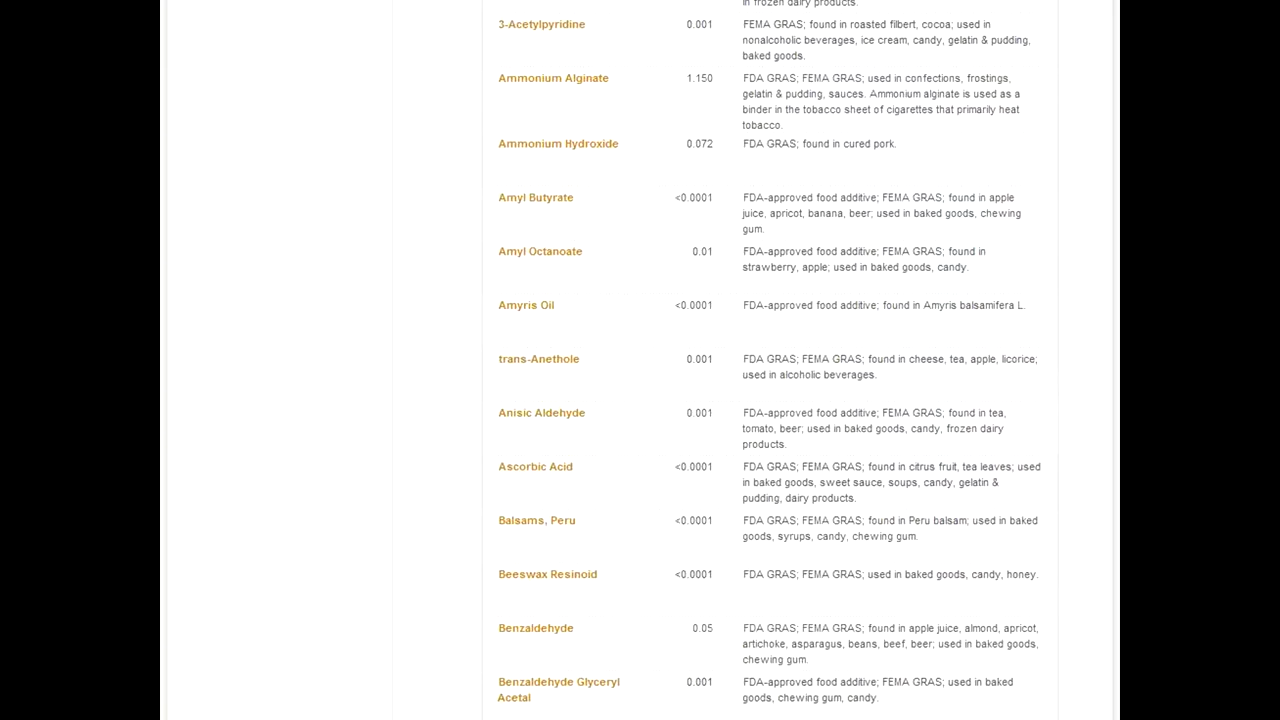 in frozen dairy products.
3-Acetylpyridine 0.001 FEMA GRAS; found in roasted filbert, cocoa; used in
nonalcoholic beverages, ice cream, candy, gelatin & pudding,
baked goods.
Ammonium Alginate 1.150 FDA GRAS; FEMA GRAS; used in confections, frostings,
gelatin & pudding, sauces. Ammonium alginate is used as a
binder in the tobacco sheet of cigarettes that primarily heat
tobacco.
Ammonium Hydroxide 0.072 FDA GRAS; found in cured pork.
Amyl Butyrate <0.0001 FDA-approved food additive; FEMA GRAS; found in apple
juice, apricot, banana, beer; used in baked goods, chewing
gum.
Amyl Octanoate 0.01 FDA-approved food additive; FEMA GRAS; found in
strawberry, apple; used in baked goods, candy.
Amyris Oil <0.0001 FDA-approved food additive; found in Amyris balsamifera L.
trans-Anethole 0.001 FDA GRAS; FEMA GRAS; found in cheese, tea, apple, licorice;
used in alcoholic beverages.
Anisic Aldehyde 0.001 FDA-approved food additive; FEMA GRAS; found in tea,
tomato, beer; used in baked goods, candy, frozen dairy
products.
Ascorbic Acid <0.0001 FDA GRAS; FEMA GRAS; found in citrus fruit, tea leaves; used
in baked goods, sweet sauce, soups, candy, gelatin &
pudding, dairy products.
Balsams, Peru <0.0001 FDA GRAS; FEMA GRAS; found in Peru balsam; used in baked
goods, syrups, candy, chewing gum.
Beeswax Resinoid <0.0001 FDA GRAS; FEMA GRAS; used in baked goods, candy, honey.
Benzaldehyde 0.05 FDA GRAS; FEMA GRAS; found in apple juice, almond, apricot,
artichoke, asparagus, beans, beef, beer; used in baked goods,
chewing gum.
Benzaldehyde Glyceryl 0.001 FDA-approved food additive; FEMA GRAS; used in baked
Acetal goods, chewing gum, candy.